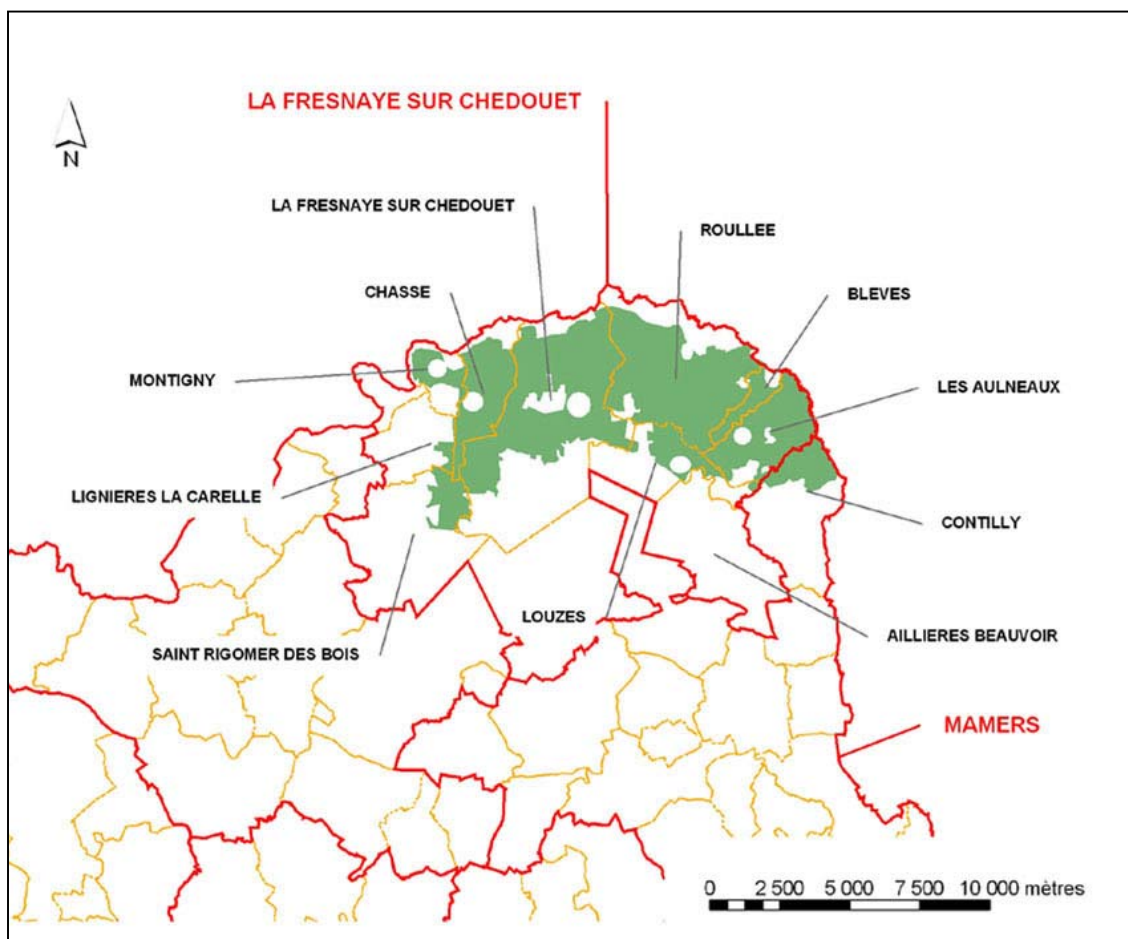 LA FRESNAYE SUR CHEDOUET
N
LA FRESNAYE SUR CHEDOUET
ROULLEE
CHASSE
BLEVES
MONTIGNY
LES AULNEAUX
LIGNIERES LA CARELLE
CONTILLY
LOUZES
AILLIERES BEAUVOIR
SAINT RIGOMER DES BOIS
MAMERS
0 2 500 5 000 7 500 10 000 mètres